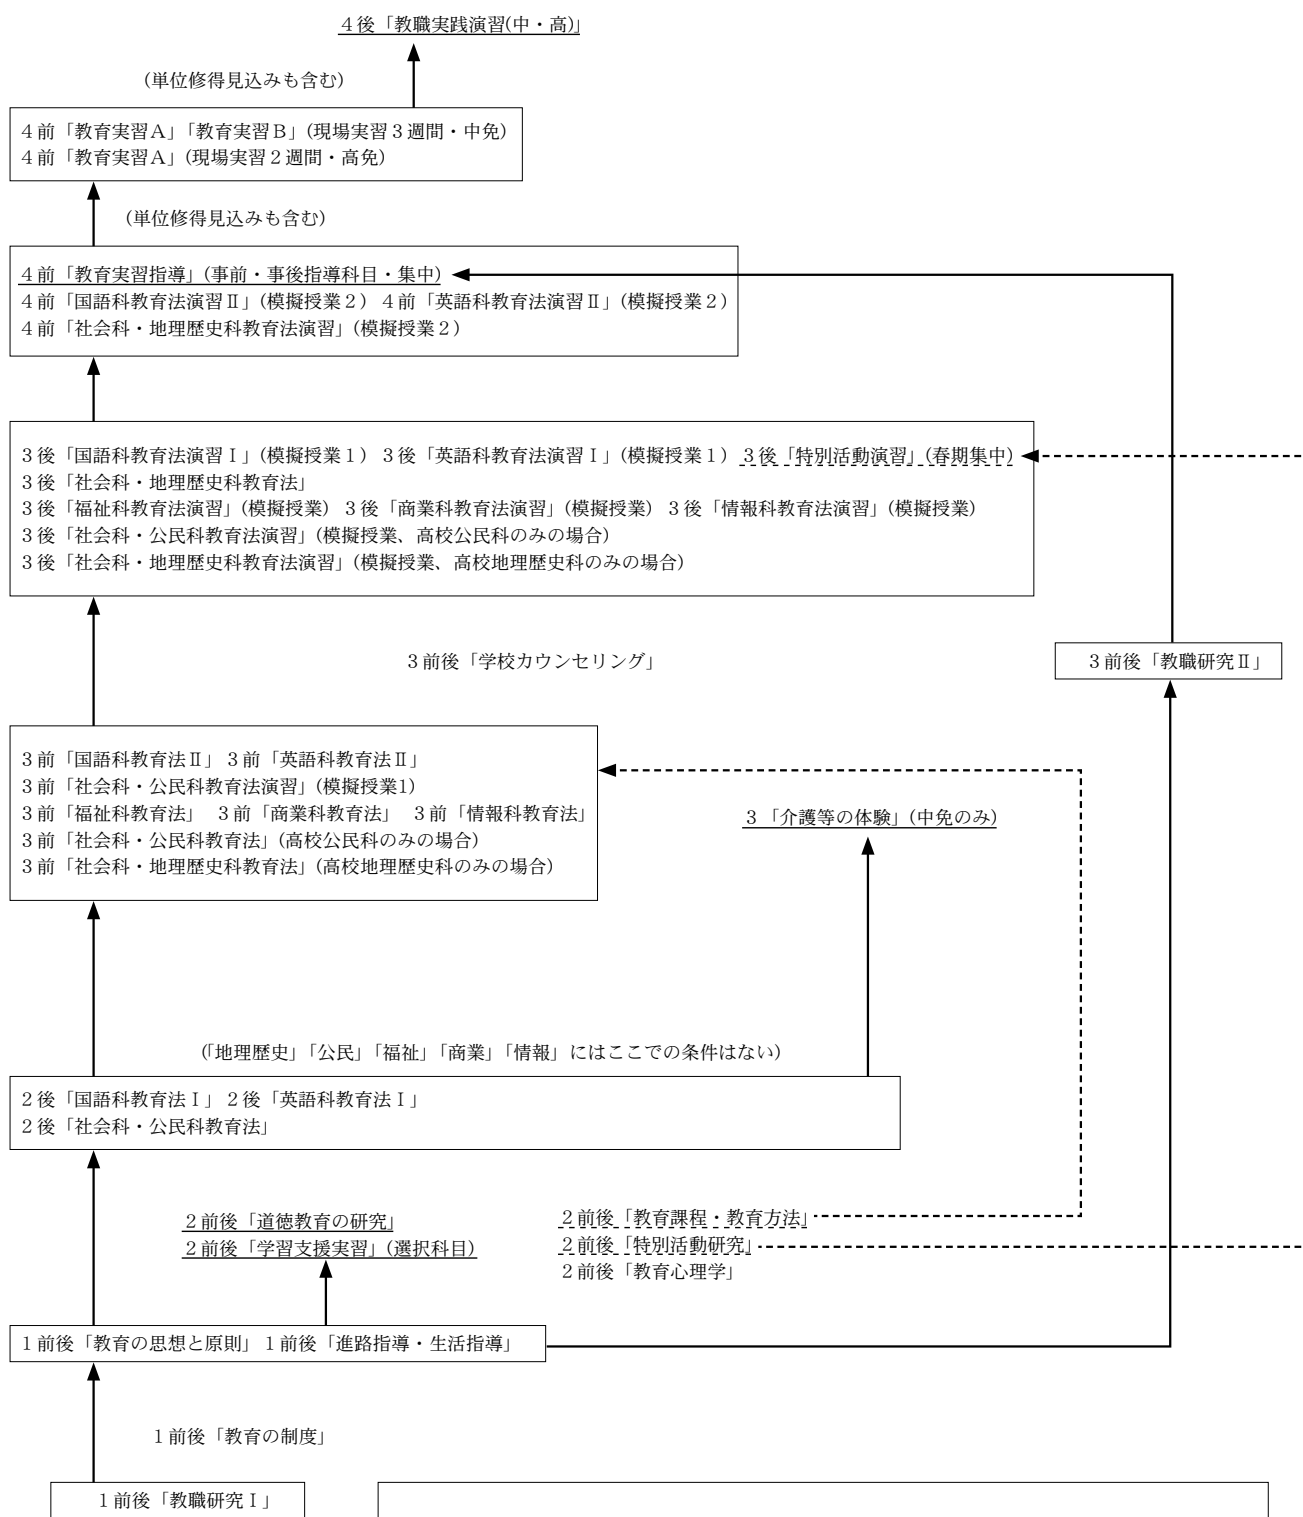 ４後「教職実践演習(中・高)」
(単位修得見込みも含む)
４前「教育実習Ａ」「教育実習Ｂ」(現場実習３週間・中免)
４前「教育実習Ａ」(現場実習２週間・高免)
(単位修得見込みも含む)
４前「教育実習指導」(事前・事後指導科目・集中)
４前「国語科教育法演習Ⅱ」(模擬授業２) ４前「英語科教育法演習Ⅱ」(模擬授業２)
４前「社会科・地理歴史科教育法演習」(模擬授業２)
３後「国語科教育法演習Ⅰ」(模擬授業１) ３後「英語科教育法演習Ⅰ」(模擬授業１) ３後「特別活動演習」(春期集中)
３後「社会科・地理歴史科教育法」
３後「福祉科教育法演習」(模擬授業) ３後「商業科教育法演習」(模擬授業) ３後「情報科教育法演習」(模擬授業)
３後「社会科・公民科教育法演習」(模擬授業、高校公民科のみの場合)
３後「社会科・地理歴史科教育法演習」(模擬授業、高校地理歴史科のみの場合)
３前後「学校カウンセリング」
３前後「教職研究Ⅱ」
３前「国語科教育法Ⅱ」 ３前「英語科教育法Ⅱ」
３前「社会科・公民科教育法演習」(模擬授業1)
３前「福祉科教育法」 ３前「商業科教育法」 ３前「情報科教育法」
３前「社会科・公民科教育法」(高校公民科のみの場合)
３前「社会科・地理歴史科教育法」(高校地理歴史科のみの場合)
３「介護等の体験」(中免のみ)
(「地理歴史」「公民」「福祉」「商業」「情報」にはここでの条件はない)
２後「国語科教育法Ⅰ」 ２後「英語科教育法Ⅰ」
２後「社会科・公民科教育法」
２前後「道徳教育の研究」
２前後「学習支援実習」(選択科目)
２前後「教育課程・教育方法」
２前後「特別活動研究」
２前後「教育心理学」
１前後「教育の思想と原則」 １前後「進路指導・生活指導」
１前後「教育の制度」
１前後「教職研究Ⅰ」